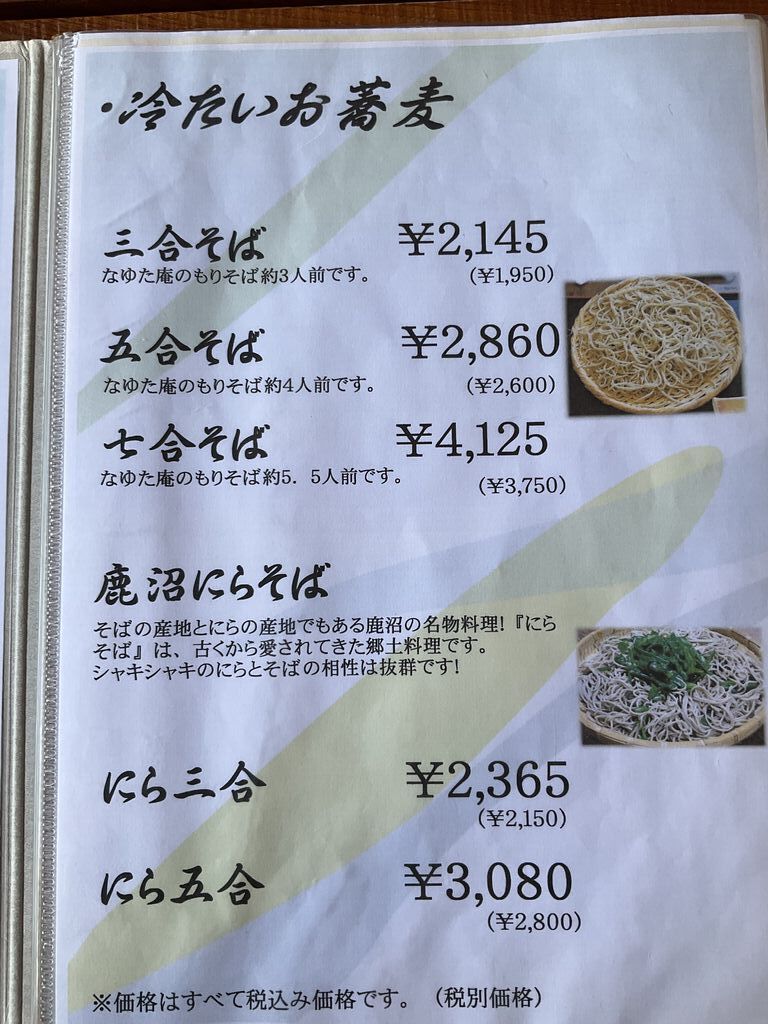 ・冷たいお蕎麦
三合そば ¥2,145
なゆた庵のもりそば約3人前です。 (¥1,950)
五合そば ¥2,860
なゆた庵のもりそば約4人前です。 (¥2,600)
七合そば ¥4,125
なゆた庵のもりそば約5．5人前です。 (¥3,750)
鹿沼にらそば
そばの産地とにらの産地でもある鹿沼の名物料理!『にら
そば』は、古くから愛されてきた郷土料理です。
シャキシャキのにらとそばの相性は抜群です!
にら三合 ¥2,365
(¥2,150)
にら五合 ¥3,080
(¥2,800)
※価格はすべて税込み価格です。（税別価格）